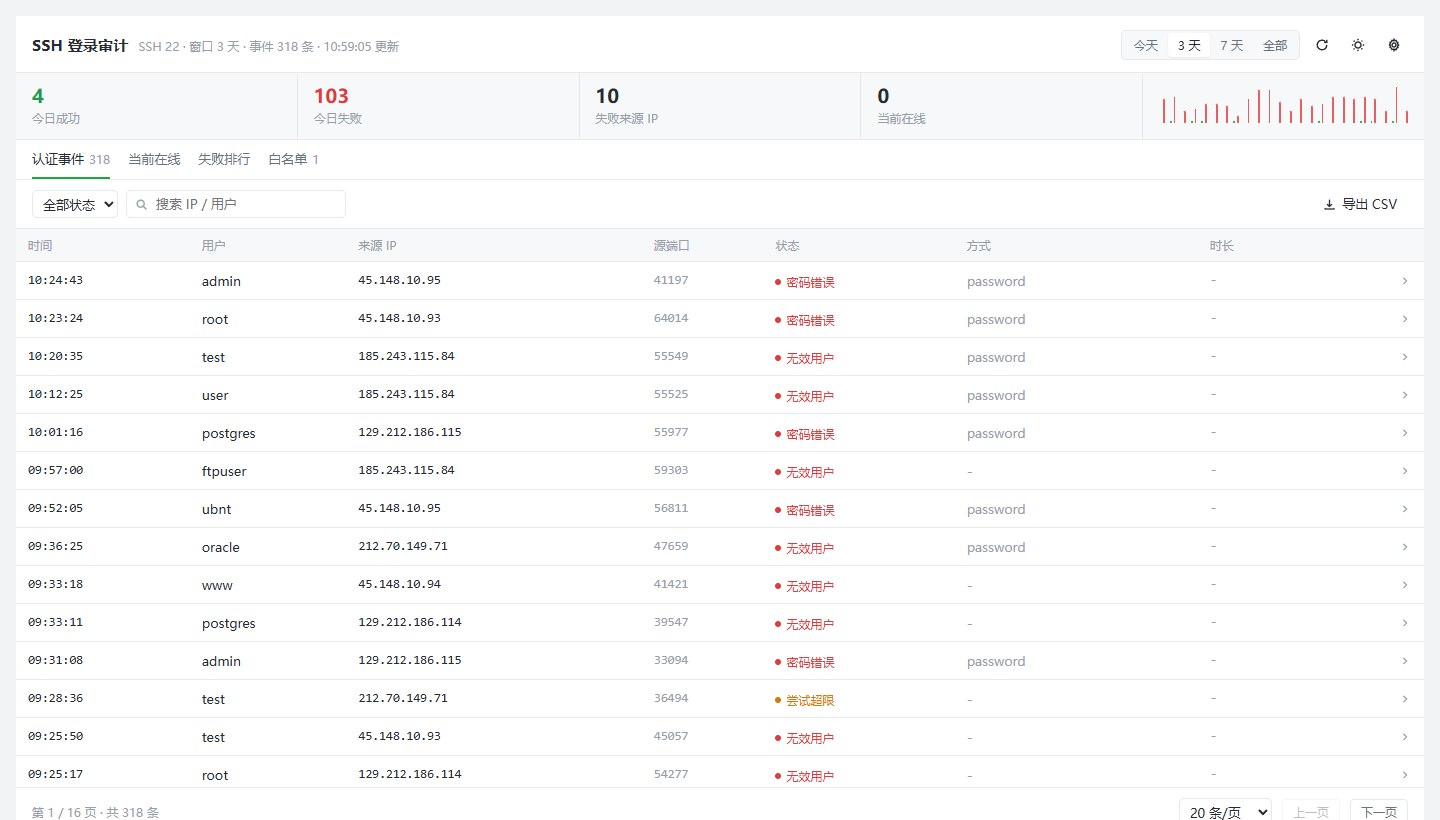 SSH 登录审计 SSH 22 · 窗口 3 天 · 事件 318 条 · 10:59:05 更新 今天 3 天 7 天 全部
4 103 10 0
今日成功 今日失败 失败来源 IP 当前在线
认证事件 318 当前在线 失败排行 白名单 1
全部状态 搜索 IP / 用户 导出 CSV
时间 用户 来源 IP 源端口 状态 方式 时长
10:24:43 admin 45.148.10.95 41197 密码错误 password - ›
10:23:24 root 45.148.10.93 64014 密码错误 password - ›
10:20:35 test 185.243.115.84 55549 无效用户 password - ›
10:12:25 user 185.243.115.84 55525 无效用户 password - ›
10:01:16 postgres 129.212.186.115 55977 密码错误 password - ›
09:57:00 ftpuser 185.243.115.84 59303 无效用户 - - ›
09:52:05 ubnt 45.148.10.95 56811 密码错误 password - ›
09:36:25 oracle 212.70.149.71 47659 无效用户 password - ›
09:33:18 www 45.148.10.94 41421 无效用户 - - ›
09:33:11 postgres 129.212.186.114 39547 无效用户 - - ›
09:31:08 admin 129.212.186.115 33094 密码错误 password - ›
09:28:36 test 212.70.149.71 36494 尝试超限 - - ›
09:25:50 test 45.148.10.93 45057 无效用户 - - ›
09:25:17 root 129.212.186.114 54277 无效用户 - - ›
第 1 / 16 页 · 共 318 条 20 条/页 上一页 下一页